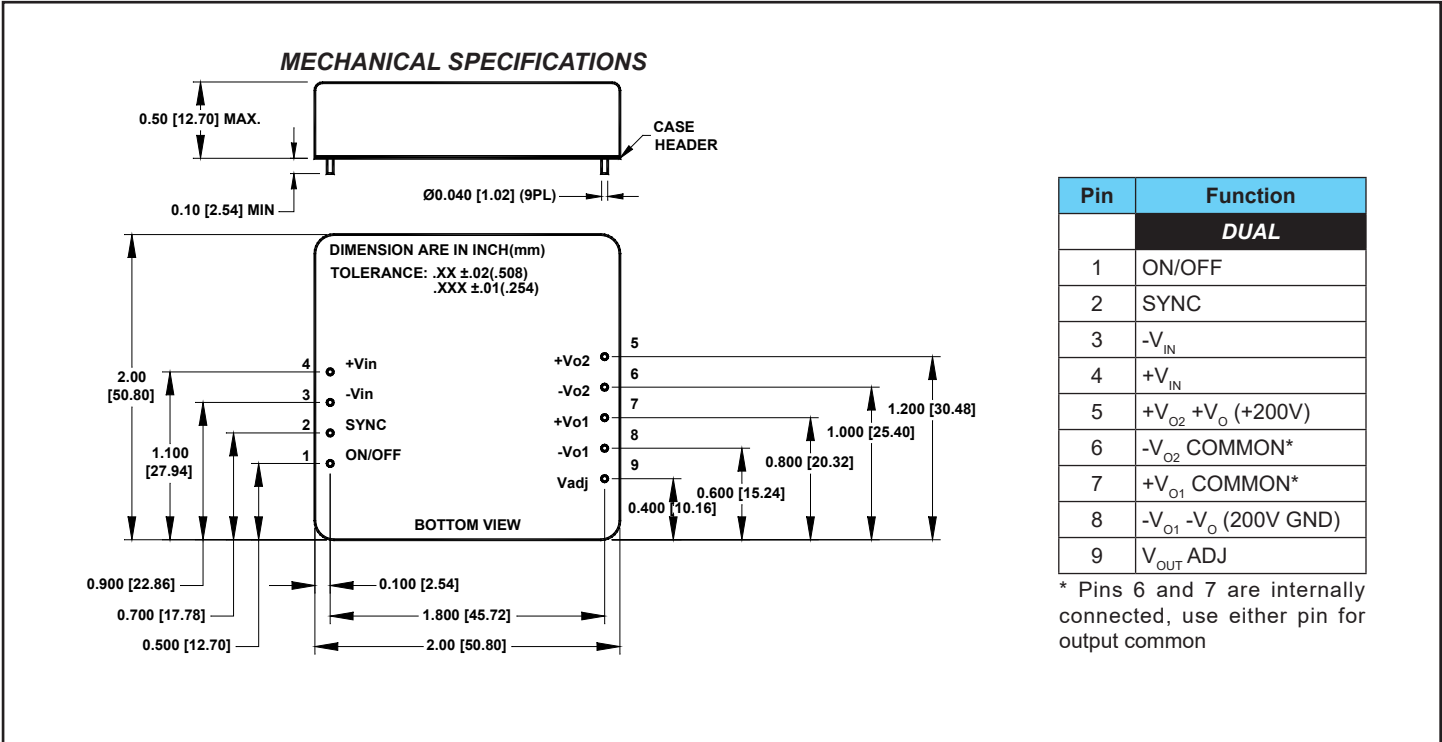 MECHANICAL SPECIFICATIONS
0.50 [12.70] MAX.
CASE
HEADER
Ø0.040 [1.02] (9PL)
0.10 [2.54] MIN
DIMENSION ARE IN INCH(mm)
TOLERANCE: .XX ±.02(.508)
.XXX ±.01(.254)
2.00
[50.80]
1.100
[27.94]
4 +Vin
3 -Vin
2 SYNC
1 ON/OFF
+Vo2 5
-Vo2 6
+Vo1 7
-Vo1 8
Vadj 9
1.200 [30.48]
1.000 [25.40]
0.800 [20.32]
0.600 [15.24]
0.400 [10.16]
BOTTOM VIEW
0.900 [22.86]
0.100 [2.54]
0.700 [17.78]
1.800 [45.72]
0.500 [12.70]
2.00 [50.80]
Pin Function
DUAL
1 ON/OFF
2 SYNC
3 -VIN
4 +VIN
5 +VO2 +VO (+200V)
6 -VO2 COMMON*
7 +VO1 COMMON*
8 -VO1 -VO (200V GND)
9 VOUT ADJ
* Pins 6 and 7 are internally
connected, use either pin for
output common